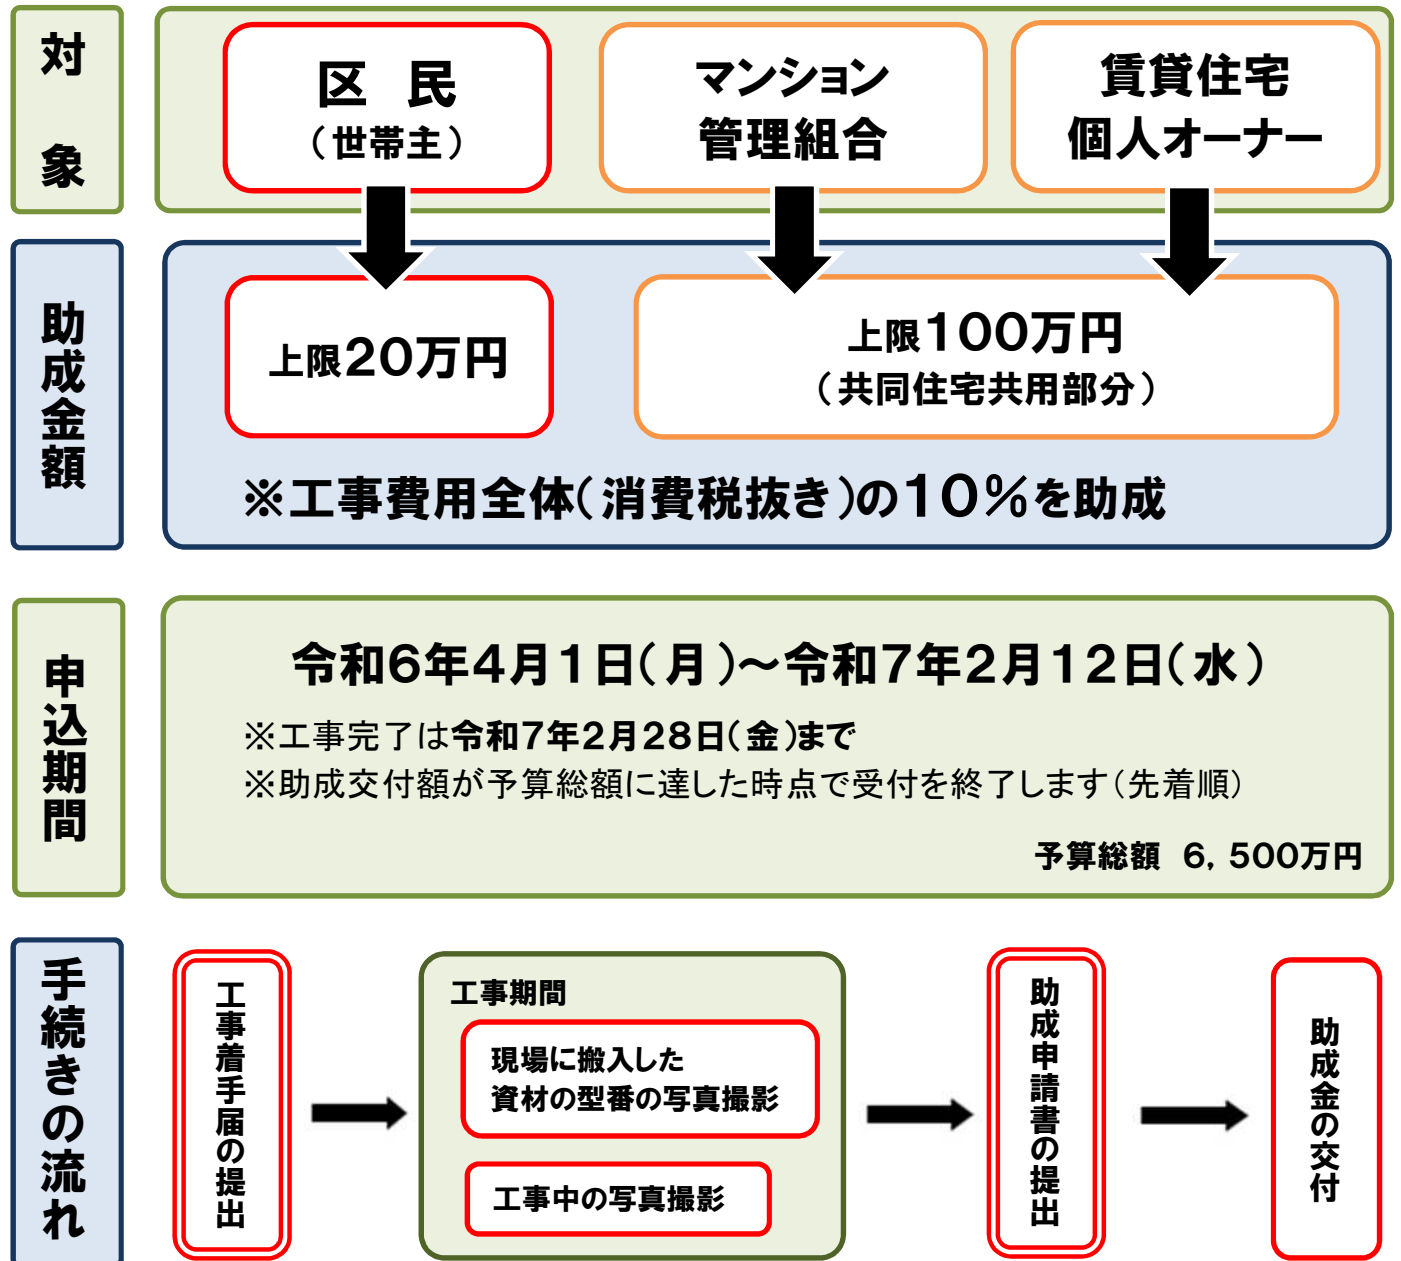 対象
区 民
（世帯主）
マンション
管理組合
賃貸住宅
個人オーナー
助成金額
上限20万円
上限100万円
（共同住宅共用部分）
※工事費用全体（消費税抜き）の10％を助成
申込期間
令和6年4月1日（月）～令和7年2月12日（水）
※工事完了は令和7年2月28日（金）まで
※助成交付額が予算総額に達した時点で受付を終了します（先着順）
予算総額 6，500万円
手続きの流れ
工事着手届の提出
工事期間
現場に搬入した
資材の型番の写真撮影
工事中の写真撮影
助成申請書の提出
助成金の交付